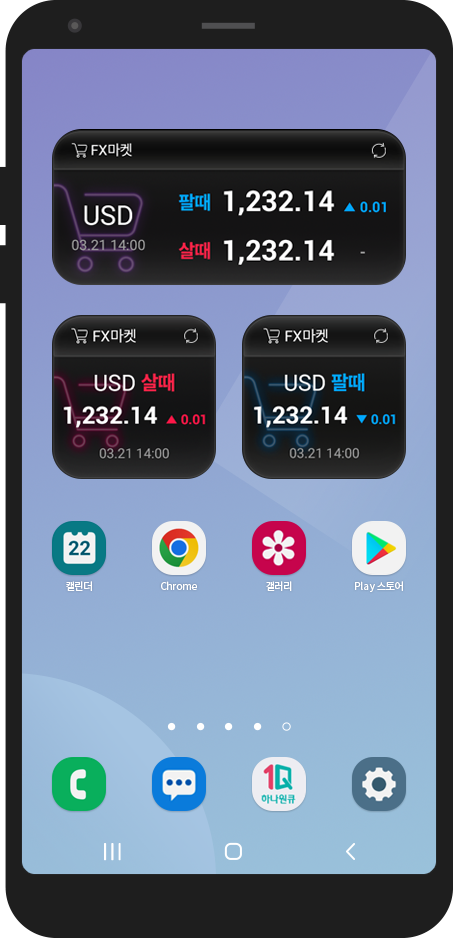 FX마켓
USD
03.21 14:00
팔때 1,232.14 ▲ 0.01
살때 1,232.14 -
FX마켓
USD 살때
1,232.14 ▲ 0.01
03.21 14:00
FX마켓
USD 팔때
1,232.14 ▼ 0.01
03.21 14:00
22
캘린더
Chrome
갤러리
Play 스토어
1Q
하나원큐